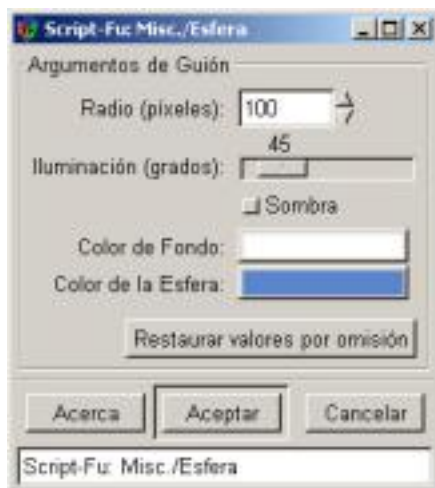 Script-Fu: Misc./Esfera
Argumentos de Guión
Radio (píxeles): 100
45
Iluminación (grados):
Sombra
Color de Fondo:
Color de la Esfera:
Restaurar valores por omisión
Acerca Aceptar Cancelar
Script-Fu: Misc./Esfera